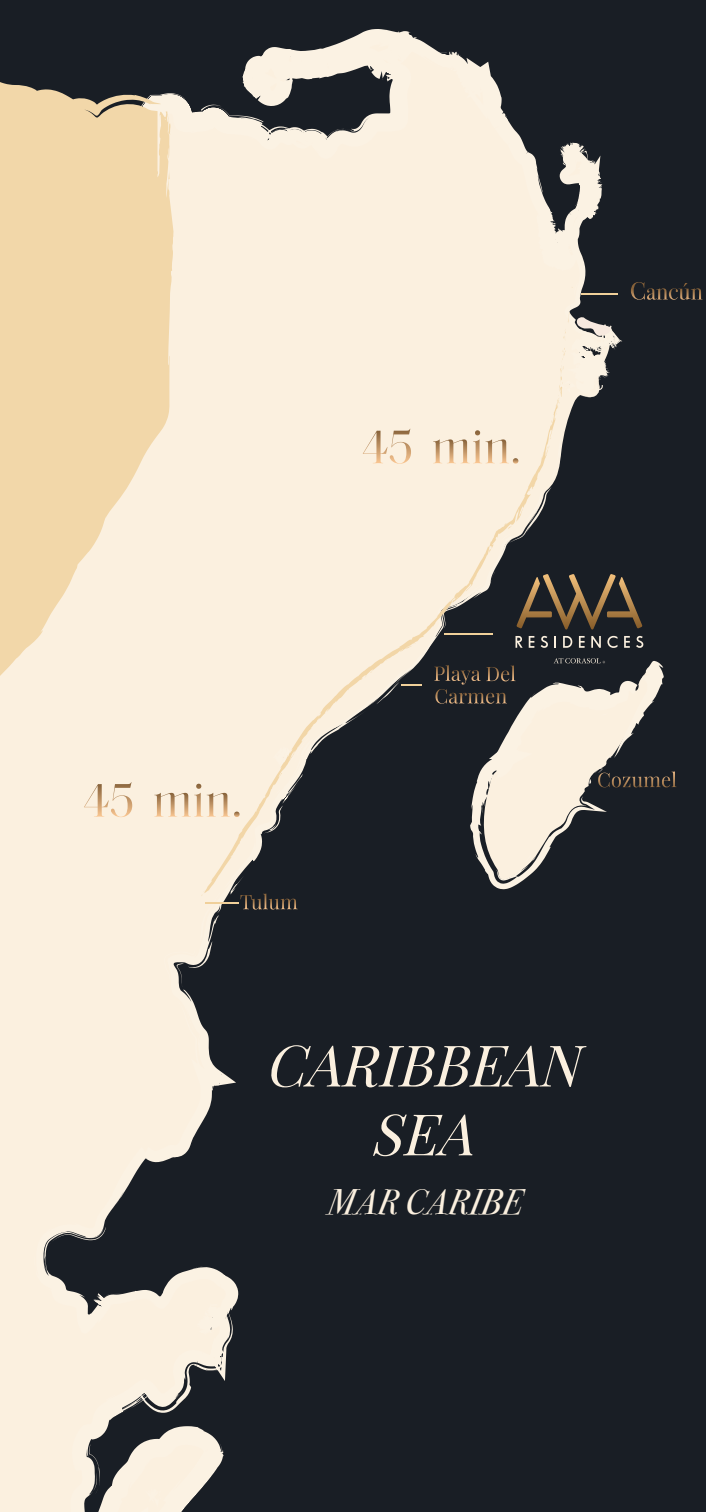 Cancún
45 min.
AWA
RESIDENCES
AT CORASOL
Playa Del
Carmen
Cozumel
45 min.
Tulum
CARIBBEAN
SEA
MAR CARIBE